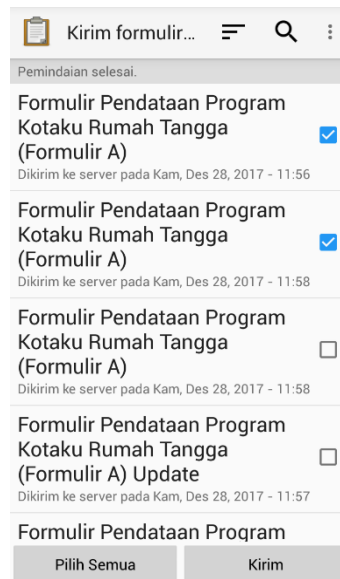 Kirim formulir...
Pemindaian selesai.
Formulir Pendataan Program
Kotaku Rumah Tangga
(Formulir A)
Dikirim ke server pada Kam, Des 28, 2017 - 11:56
Formulir Pendataan Program
Kotaku Rumah Tangga
(Formulir A)
Dikirim ke server pada Kam, Des 28, 2017 - 11:58
Formulir Pendataan Program
Kotaku Rumah Tangga
(Formulir A)
Dikirim ke server pada Kam, Des 28, 2017 - 11:58
Formulir Pendataan Program
Kotaku Rumah Tangga
(Formulir A) Update
Dikirim ke server pada Kam, Des 28, 2017 - 11:57
Formulir Pendataan Program
Pilih Semua
Kirim